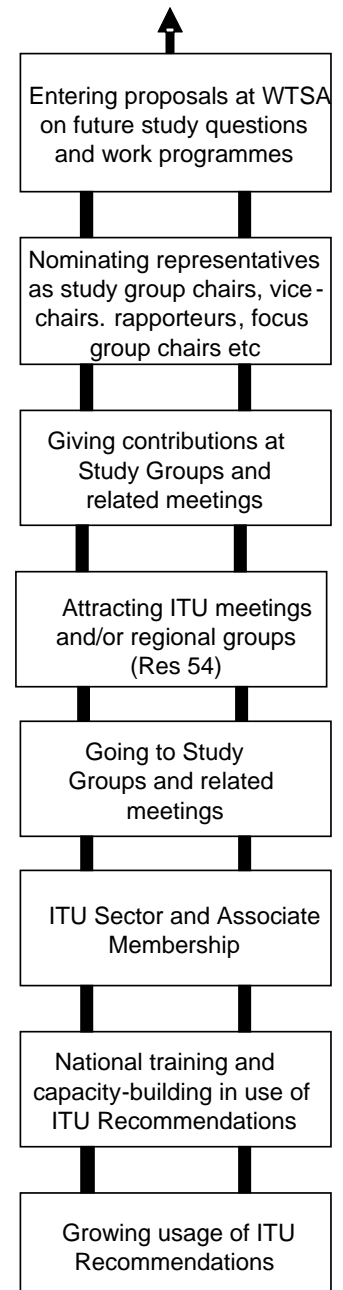 Entering proposals at WTSA
on future study questions
and work programmes
Nominating representatives
as study group chairs, vice-
chairs. rapporteurs, focus
group chairs etc
Giving contributions at
Study Groups and
related meetings
Attracting ITU meetings
and/or regional groups
(Res 54)
Going to Study
Groups and related
meetings
ITU Sector and Associate
Membership
National training and
capacity-building in use of
ITU Recommendations
Growing usage of ITU
Recommendations